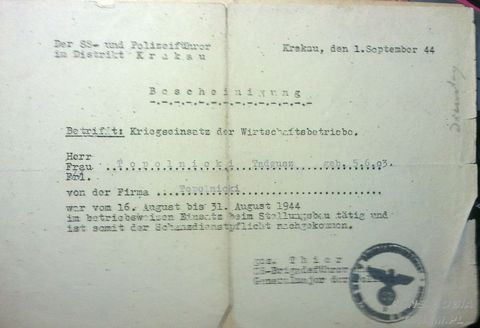 Der SS- und Polizeiführer
im Distrikt Krakau
Krakau, den 1.September 44
Bescheinigung
Betrifft: Kriegseinsatz der Wirtschaftsbetriebe.
Herr
Frau Topolnicki Tadeusz geb. 5.6.03.
Frl.
von der Firma Topolnicki
war vom 16. August bis 31. August 1944
im betriebsweisen Einsatz beim Stellungsbau tätig und
ist somit der Schanzdienstpflicht nachgekommen.
gez. Thier
SS-Brigadeführer
Generalmajor der